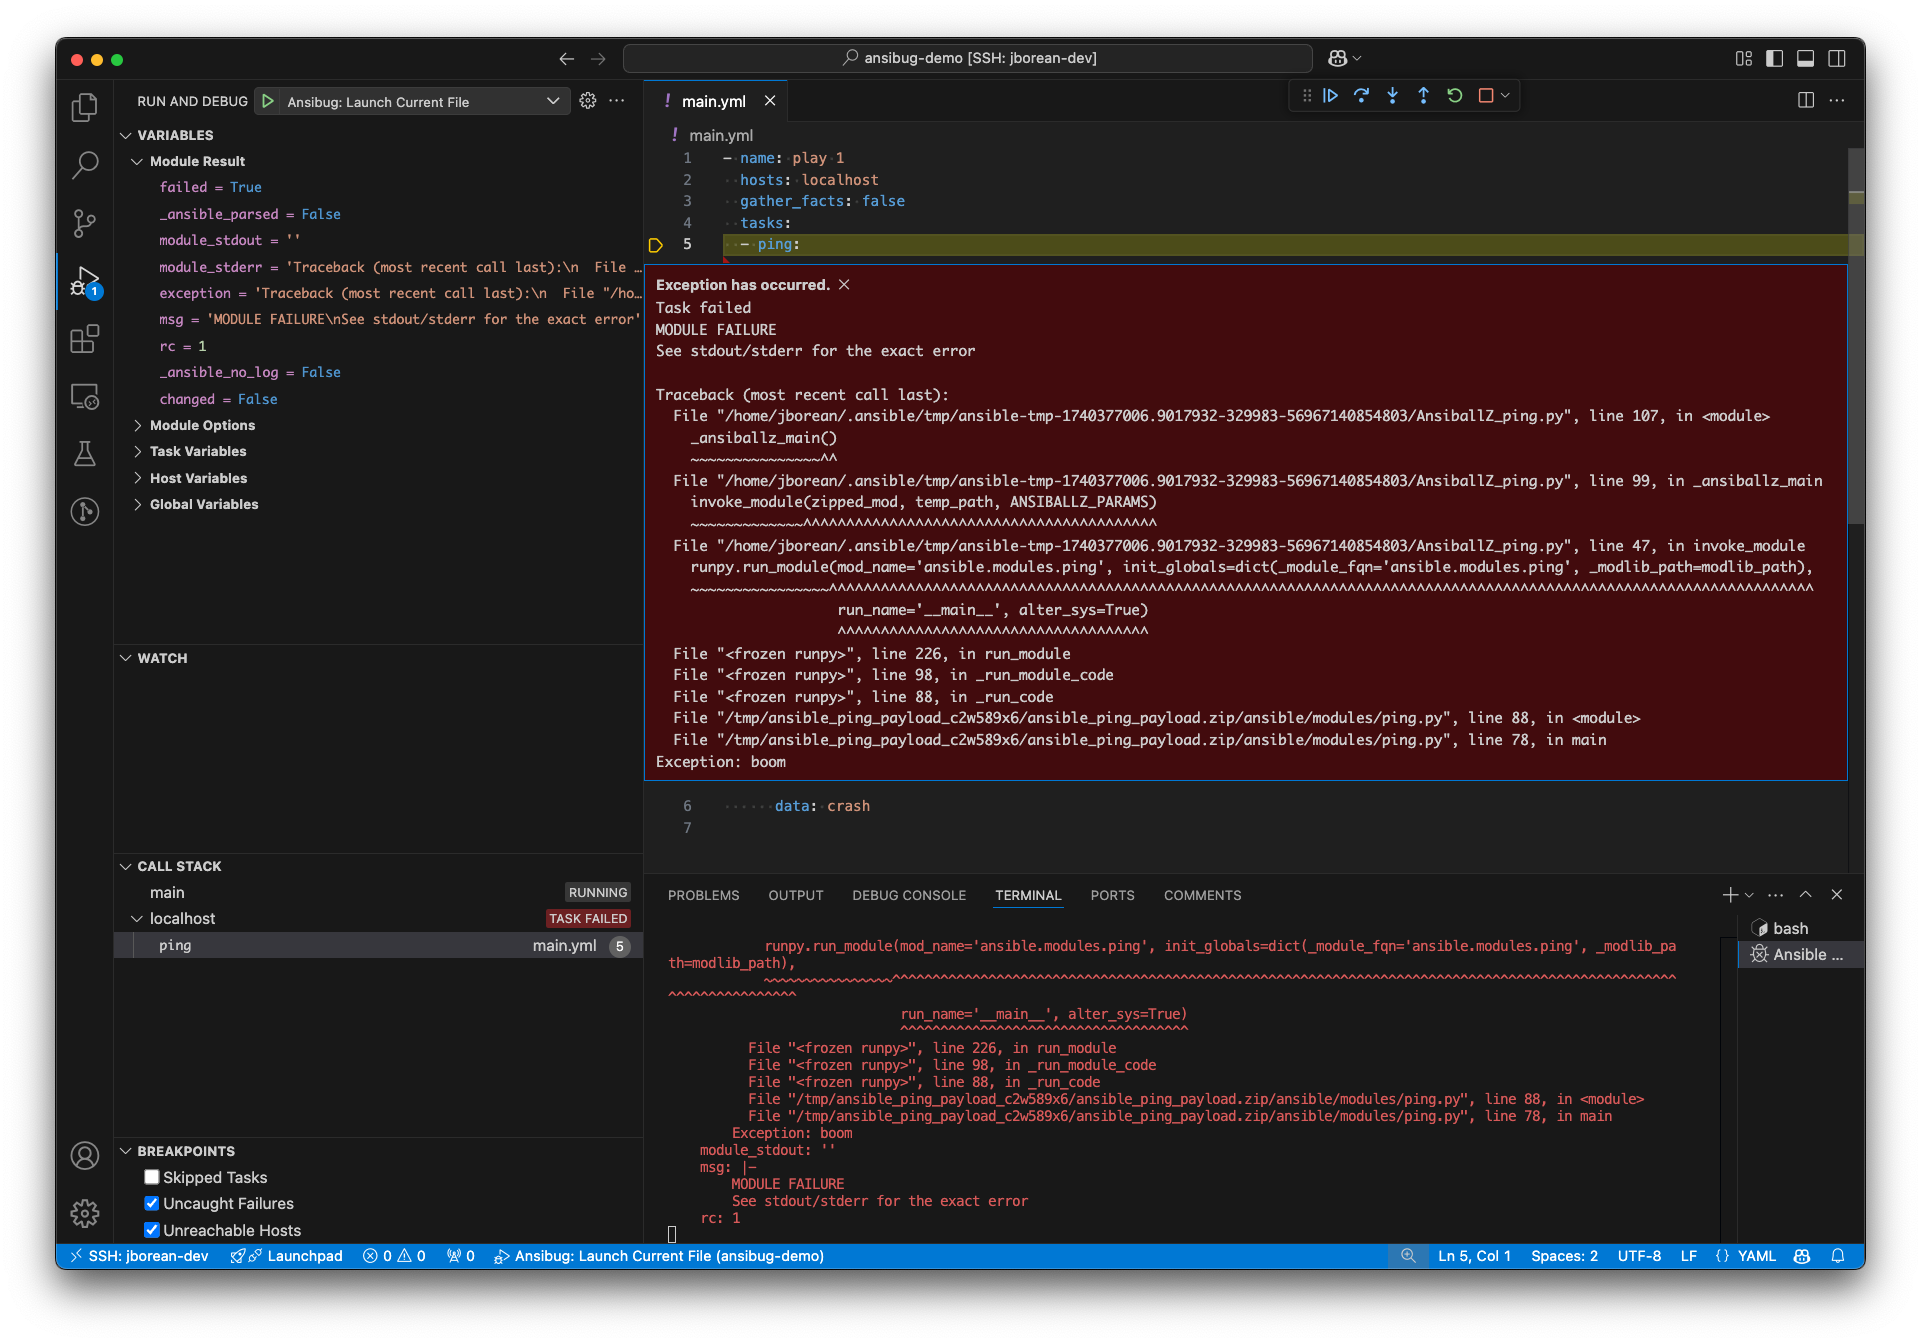 ansibug-demo [SSH: jborean-dev]
RUN AND DEBUG
Ansibug: Launch Current File
VARIABLES
Module Result
failed = True
_ansible_parsed = False
module_stdout = ''
module_stderr = 'Traceback (most recent call last):\n  File …
exception = 'Traceback (most recent call last):\n  File "/ho…
msg = 'MODULE FAILURE\nSee stdout/stderr for the exact error'
rc = 1
_ansible_no_log = False
changed = False
Module Options
Task Variables
Host Variables
Global Variables
WATCH
CALL STACK
main RUNNING
localhost TASK FAILED
ping main.yml 5
BREAKPOINTS
Skipped Tasks
Uncaught Failures
Unreachable Hosts
1
! main.yml
! main.yml
1 - name: play 1
2   hosts: localhost
3   gather_facts: false
4   tasks:
5   - ping:
Exception has occurred.
Task failed
MODULE FAILURE
See stdout/stderr for the exact error
Traceback (most recent call last):
  File "/home/jborean/.ansible/tmp/ansible-tmp-1740377006.9017932-329983-56967140854803/AnsiballZ_ping.py", line 107, in <module>
    _ansiballz_main()
    ~~~~~~~~~~~~~~~^^
  File "/home/jborean/.ansible/tmp/ansible-tmp-1740377006.9017932-329983-56967140854803/AnsiballZ_ping.py", line 99, in _ansiballz_main
    invoke_module(zipped_mod, temp_path, ANSIBALLZ_PARAMS)
    ~~~~~~~~~~~~~^^^^^^^^^^^^^^^^^^^^^^^^^^^^^^^^^^^^^^^^^
  File "/home/jborean/.ansible/tmp/ansible-tmp-1740377006.9017932-329983-56967140854803/AnsiballZ_ping.py", line 47, in invoke_module
    runpy.run_module(mod_name='ansible.modules.ping', init_globals=dict(_module_fqn='ansible.modules.ping', _modlib_path=modlib_path),
    ~~~~~~~~~~~~~~~~^^^^^^^^^^^^^^^^^^^^^^^^^^^^^^^^^^^^^^^^^^^^^^^^^^^^^^^^^^^^^^^^^^^^^^^^^^^^^^^^^^^^^^^^^^^^^^^^^^^^^^^^^^^^^^^^^^
                     run_name='__main__', alter_sys=True)
                     ^^^^^^^^^^^^^^^^^^^^^^^^^^^^^^^^^^^^
  File "<frozen runpy>", line 226, in run_module
  File "<frozen runpy>", line 98, in _run_module_code
  File "<frozen runpy>", line 88, in _run_code
  File "/tmp/ansible_ping_payload_c2w589x6/ansible_ping_payload.zip/ansible/modules/ping.py", line 88, in <module>
  File "/tmp/ansible_ping_payload_c2w589x6/ansible_ping_payload.zip/ansible/modules/ping.py", line 78, in main
Exception: boom
6       data: crash
7
PROBLEMS OUTPUT DEBUG CONSOLE TERMINAL PORTS COMMENTS
            runpy.run_module(mod_name='ansible.modules.ping', init_globals=dict(_module_fqn='ansible.modules.ping', _modlib_pa
th=modlib_path),
            ~~~~~~~~~~~~~~~~^^^^^^^^^^^^^^^^^^^^^^^^^^^^^^^^^^^^^^^^^^^^^^^^^^^^^^^^^^^^^^^^^^^^^^^^^^^^^^^^^^^^^^^^^^^^^^^^^^
^^^^^^^^^^^^^^^^
                             run_name='__main__', alter_sys=True)
                             ^^^^^^^^^^^^^^^^^^^^^^^^^^^^^^^^^^^^
          File "<frozen runpy>", line 226, in run_module
          File "<frozen runpy>", line 98, in _run_module_code
          File "<frozen runpy>", line 88, in _run_code
          File "/tmp/ansible_ping_payload_c2w589x6/ansible_ping_payload.zip/ansible/modules/ping.py", line 88, in <module>
          File "/tmp/ansible_ping_payload_c2w589x6/ansible_ping_payload.zip/ansible/modules/ping.py", line 78, in main
        Exception: boom
    module_stdout: ''
    msg: |-
        MODULE FAILURE
        See stdout/stderr for the exact error
    rc: 1
bash
Ansible ...
SSH: jborean-dev Launchpad 0 0 0 Ansibug: Launch Current File (ansibug-demo) Ln 5, Col 1 Spaces: 2 UTF-8 LF {} YAML